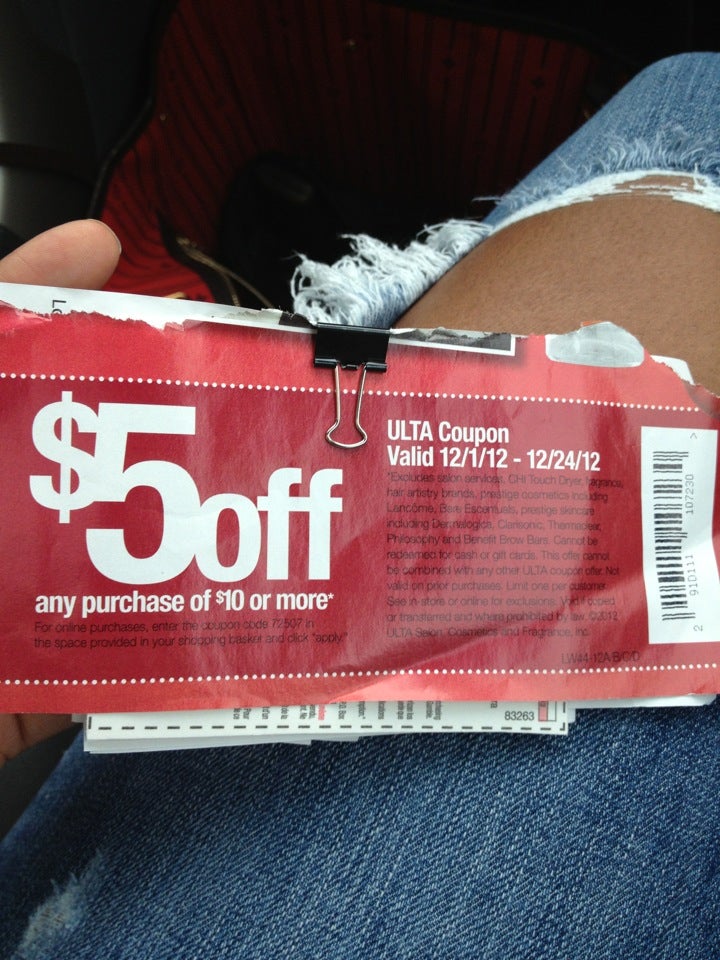 $5off
any purchase of $10 or more*
For online purchases, enter the coupon code 72507 in
the space provided in your shopping basket and click "apply."
ULTA Coupon
Valid 12/1/12 - 12/24/12
*Excludes salon services, CHI Touch Dryer, fragrance,
hair artistry brands, prestige cosmetics including
Lancôme, Bare Escentuals, prestige skincare
including Dermalogica, Clarisonic, Thermaclear,
Philosophy and Benefit Brow Bars. Cannot be
redeemed for cash or gift cards. This offer cannot
be combined with any other ULTA coupon offer. Not
valid on prior purchases. Limit one per customer.
See in-store or online for exclusions. Void if copied
or transferred and where prohibited by law. ©2012
ULTA Salon, Cosmetics and Fragrance, Inc.
LW44-12A B/C/D
2 91D111 107230 >
83263